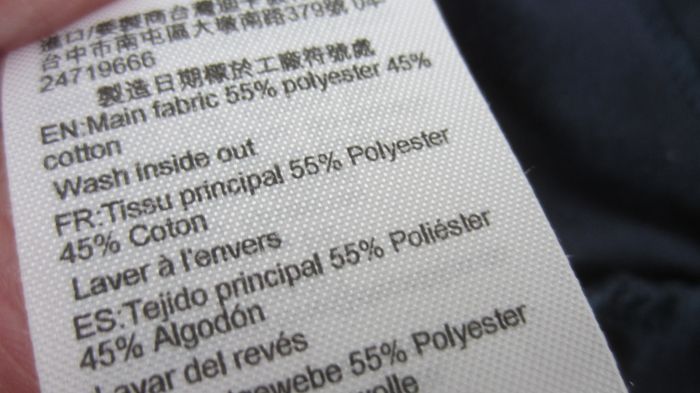 台中市南屯區大墩南路379號
24719666
製造日期標於工廠符號處
EN:Main fabric 55% polyester 45%
cotton
Wash inside out
FR:Tissu principal 55% Polyester
45% Coton
Laver à l'envers
ES:Tejido principal 55% Poliéster
45% Algodón
Lavar del revés
55% Polyester